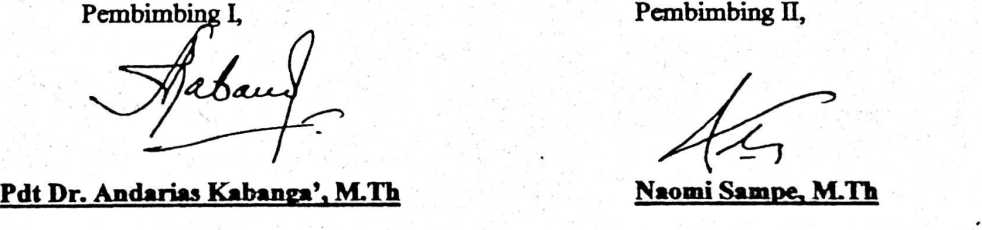 Pembimbing I,
Pembimbing II,
Pdt Dr. Andarias Kabanga', M.Th
Naomi Sampe, M.Th